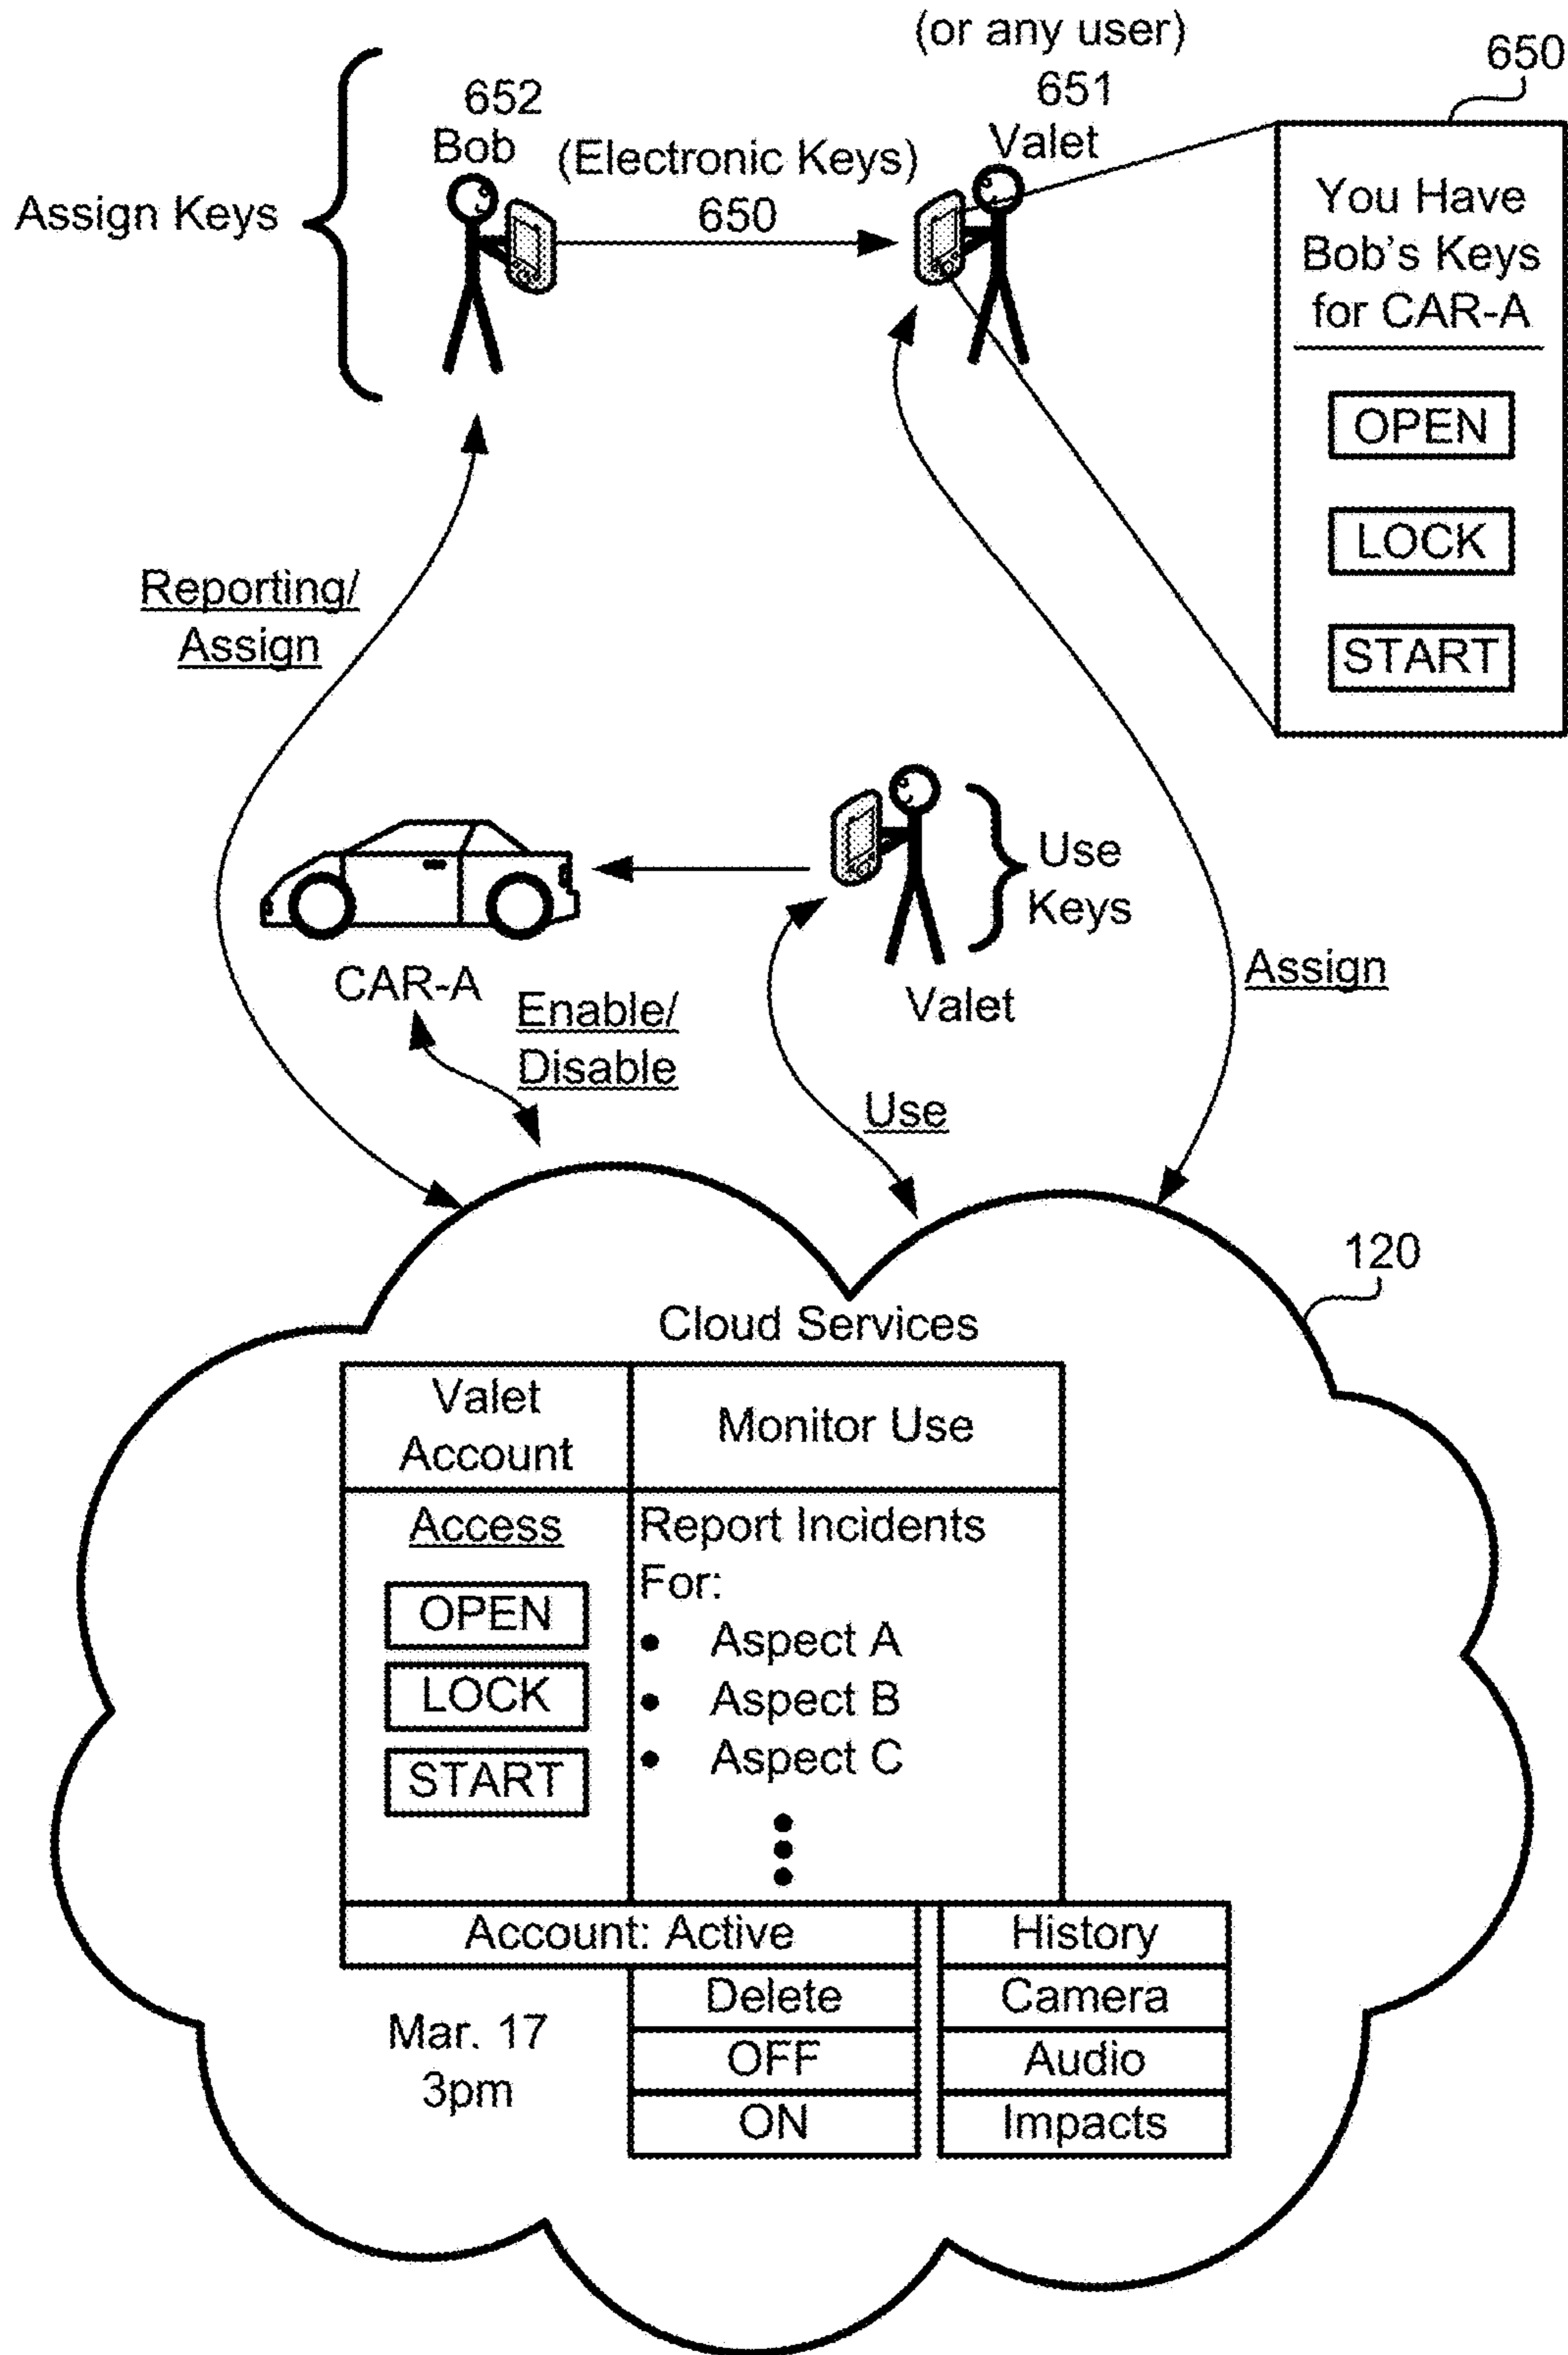 (or any user)
650
652
651
Bob
Valet
(Electronic Keys)
650
Assign Keys
You Have
Bob's Keys
for CAR-A
OPEN
LOCK
START
Reporting/
Assign
Use
Keys
Valet
CAR-A
Enable/
Disable
Assign
Use
120
Cloud Services
Valet
Account
Monitor Use
Access
OPEN
LOCK
START
Report Incidents
For:
• Aspect A
• Aspect B
• Aspect C
Account: Active
Delete
OFF
ON
History
Camera
Audio
Impacts
Mar. 17
3pm